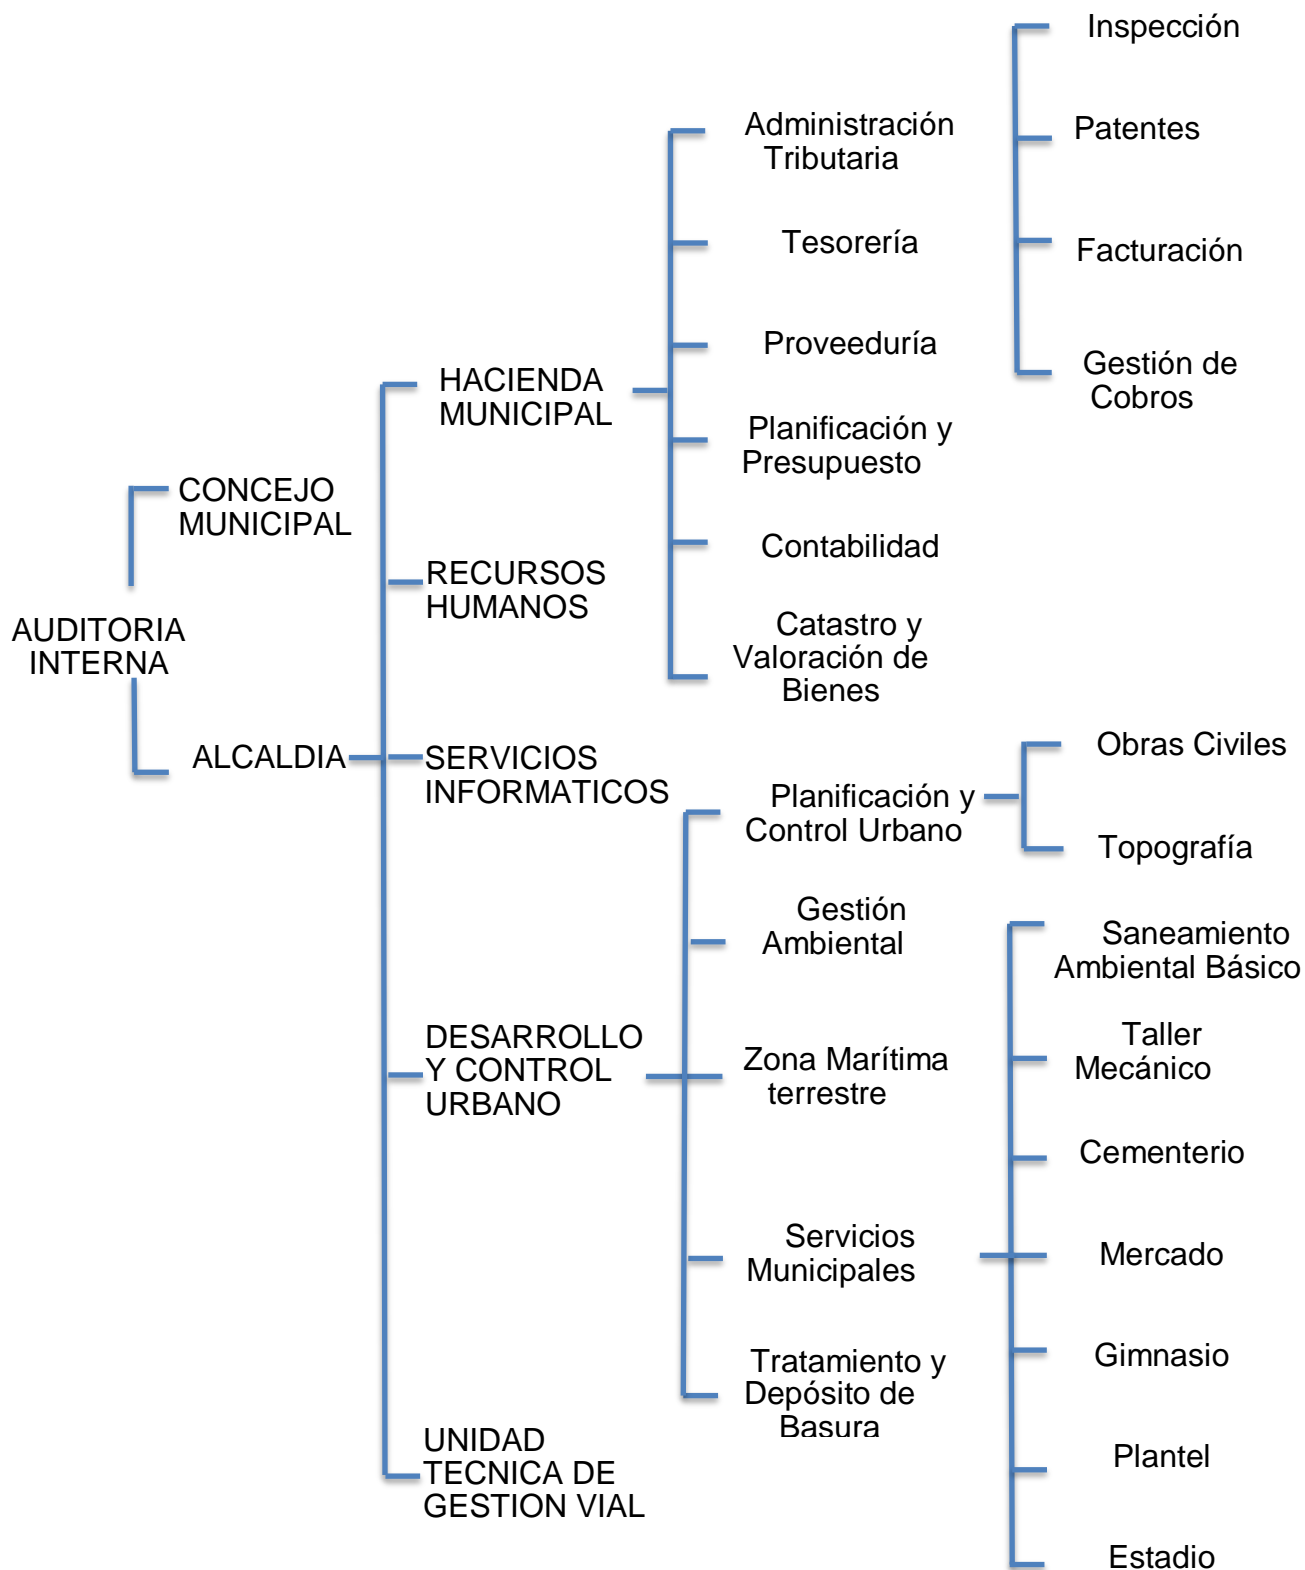 AUDITORIA
INTERNA
CONCEJO
MUNICIPAL
ALCALDIA
HACIENDA
MUNICIPAL
RECURSOS
HUMANOS
SERVICIOS
INFORMATICOS
DESARROLLO
Y CONTROL
URBANO
UNIDAD
TECNICA DE
GESTION VIAL
Administración
Tributaria
Tesorería
Proveeduría
Planificación y
Presupuesto
Contabilidad
Catastro y
Valoración de
Bienes
Planificación y
Control Urbano
Gestión
Ambiental
Zona Marítima
terrestre
Servicios
Municipales
Tratamiento y
Depósito de
Basura
Inspección
Patentes
Facturación
Gestión de
Cobros
Obras Civiles
Topografía
Saneamiento
Ambiental Básico
Taller
Mecánico
Cementerio
Mercado
Gimnasio
Plantel
Estadio